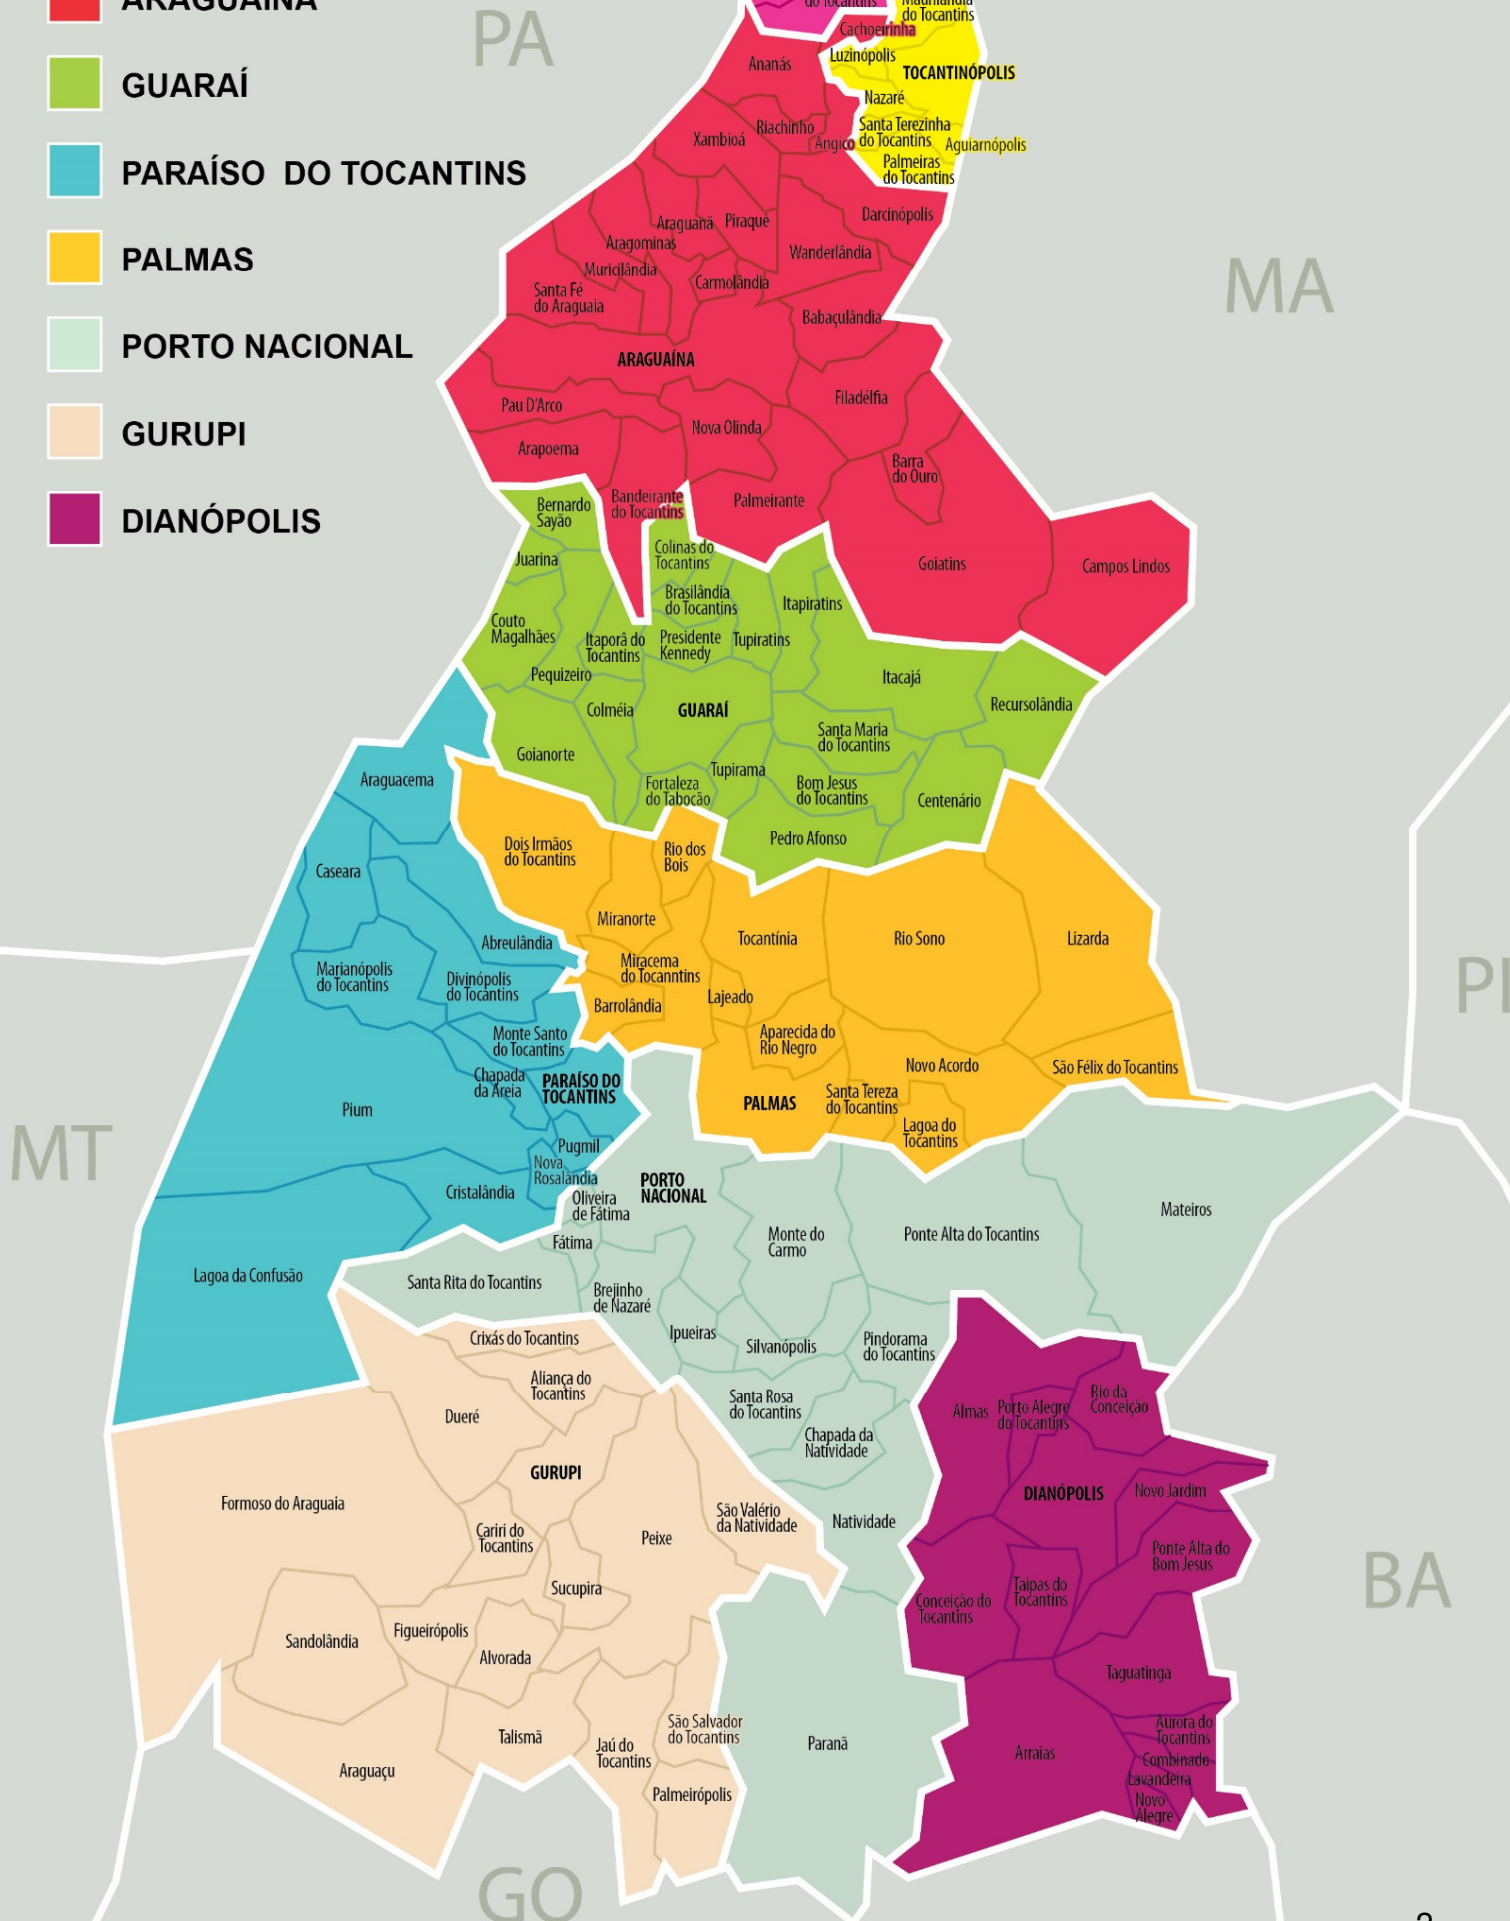 ARAGUAÍNA
GUARAÍ
PARAÍSO DO TOCANTINS
PALMAS
PORTO NACIONAL
GURUPI
DIANÓPOLIS
PA
MA
PI
MT
BA
GO
do Tocantins
do Tocantins
Cachoeirinha
Luzinópolis
TOCANTINÓPOLIS
Ananás
Nazaré
Riachinho
Xambioá
Angico
Santa Terezinha
do Tocantins
Aguiarnópolis
Palmeiras
do Tocantins
Darcinópolis
Araguanã
Piraquê
Aragominas
Wanderlândia
Muricilândia
Carmolândia
Santa Fé
do Araguaia
Babaçulândia
ARAGUAÍNA
Filadélfia
Pau D'Arco
Nova Olinda
Arapoema
Barra
do Ouro
Bandeirante
do Tocantins
Palmeirante
Goiatins
Campos Lindos
Bernardo
Sayão
Juarina
Colinas do
Tocantins
Brasilândia
do Tocantins
Itapiratins
Couto
Magalhães
Itaporâ do
Tocantins
Presidente
Kennedy
Tupiratins
Pequizeiro
Itacajá
Recursolândia
Colméia
GUARAÍ
Santa Maria
do Tocantins
Goianorte
Tupirama
Fortaleza
do Tabocão
Bom Jesus
do Tocantins
Centenário
Pedro Afonso
Araguacema
Dois Irmãos
do Tocantins
Rio dos
Bois
Caseara
Miranorte
Abreulândia
Tocantínia
Rio Sono
Lizarda
Marianópolis
do Tocantins
Divinópolis
do Tocantins
Miracema
do Tocanntins
Barrolândia
Lajeado
Monte Santo
do Tocantins
Aparecida do
Rio Negro
Chapada
da Areia
PARAÍSO DO
TOCANTINS
Novo Acordo
São Félix do Tocantins
Pium
PALMAS
Santa Tereza
do Tocantins
Lagoa do
Tocantins
Pugmil
Nova
Rosalândia
Cristalândia
PORTO
NACIONAL
Oliveira
de Fátima
Mateiros
Fátima
Monte do
Carmo
Ponte Alta do Tocantins
Lagoa da Confusão
Santa Rita do Tocantins
Brejinho
de Nazaré
Ipueiras
Silvanópolis
Pindorama
do Tocantins
Crixás do Tocantins
Aliança do
Tocantins
Santa Rosa
do Tocantins
Almas
Porto Alegre
do Tocantins
Rio da
Conceição
Dueré
Chapada da
Natividade
GURUPI
DIANÓPOLIS
Novo Jardim
Formoso do Araguaia
São Valério
da Natividade
Natividade
Cariri do
Tocantins
Peixe
Ponte Alta do
Bom Jesus
Sucupira
Taipas do
Tocantins
Conceição do
Tocantins
Sandolândia
Figueirópolis
Alvorada
Taguatinga
Talismã
São Salvador
do Tocantins
Aurora do
Tocantins
Jaú do
Tocantins
Paranã
Arraias
Combinado
Araguaçu
Palmeirópolis
Lavandeira
Novo
Alegre